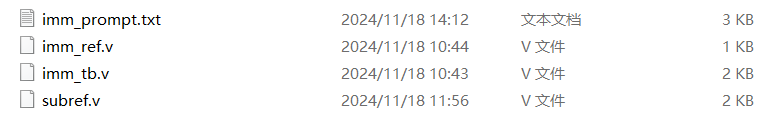 imm_prompt.txt 2024/11/18 14:12 文本文档 3 KB
imm_ref.v 2024/11/18 10:44 V 文件 1 KB
imm_tb.v 2024/11/18 10:43 V 文件 2 KB
subref.v 2024/11/18 11:56 V 文件 2 KB